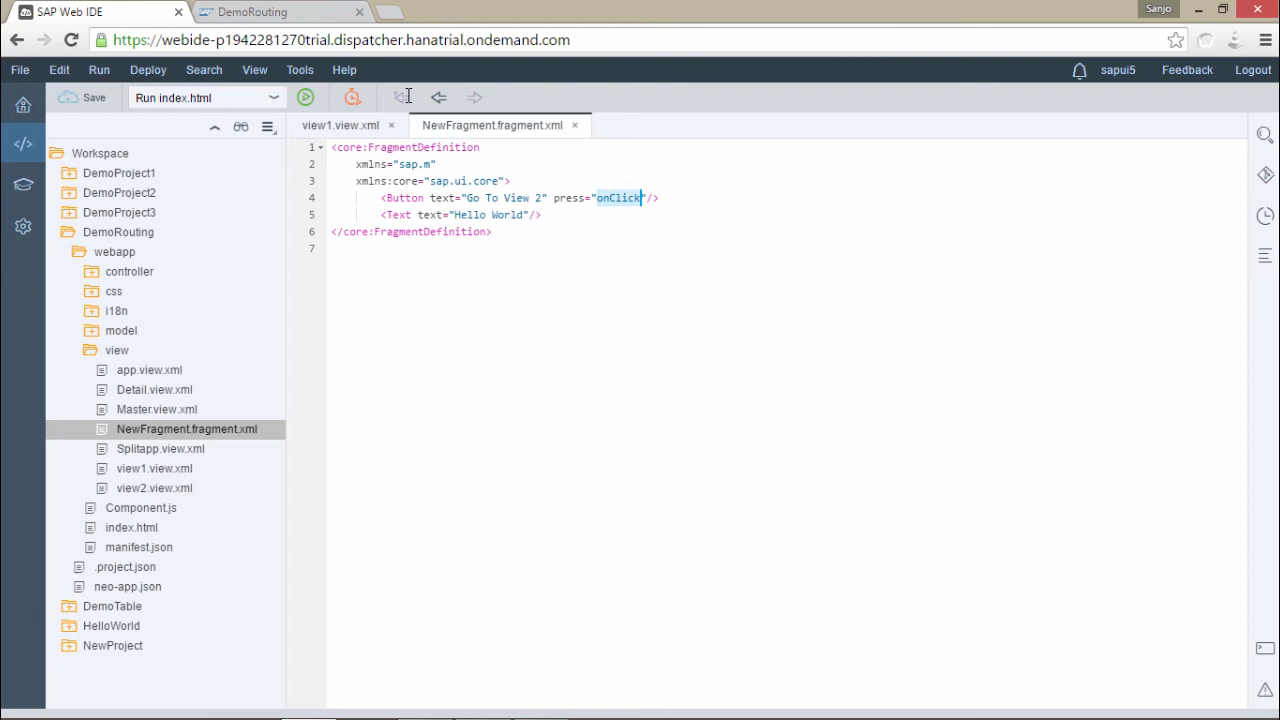 SAP Web IDE
DemoRouting
Sanjo
https://webide-p1942281270trial.dispatcher.hanatrial.ondemand.com
File Edit Run Deploy Search View Tools Help
sapui5 Feedback Logout
Save
Run index.html
view1.view.xml
NewFragment.fragment.xml
Workspace
DemoProject1
DemoProject2
DemoProject3
DemoRouting
webapp
controller
css
i18n
model
view
app.view.xml
Detail.view.xml
Master.view.xml
NewFragment.fragment.xml
Splitapp.view.xml
view1.view.xml
view2.view.xml
Component.js
index.html
manifest.json
.project.json
neo-app.json
DemoTable
HelloWorld
NewProject
1 <core:FragmentDefinition
2 xmlns="sap.m"
3 xmlns:core="sap.ui.core">
4 <Button text="Go To View 2" press="onClick"/>
5 <Text text="Hello World"/>
6 </core:FragmentDefinition>
7